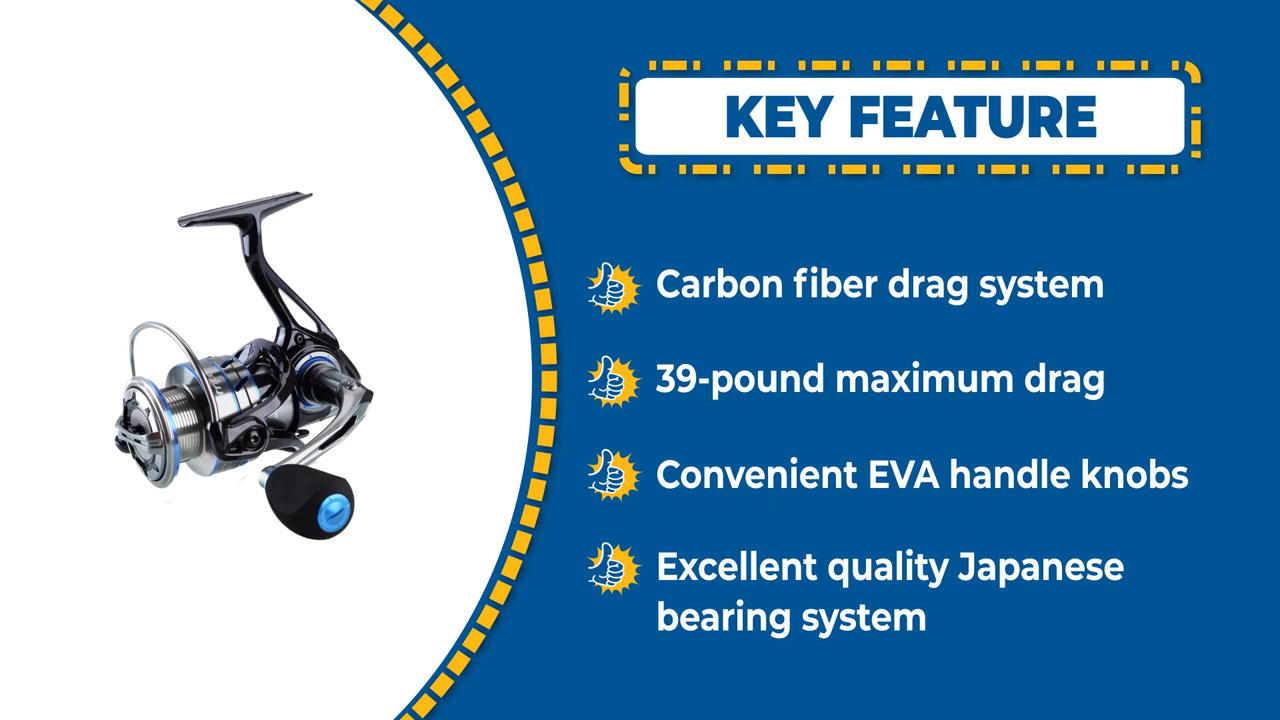 KEY FEATURE
Carbon fiber drag system
39-pound maximum drag
Convenient EVA handle knobs
Excellent quality Japanese
bearing system